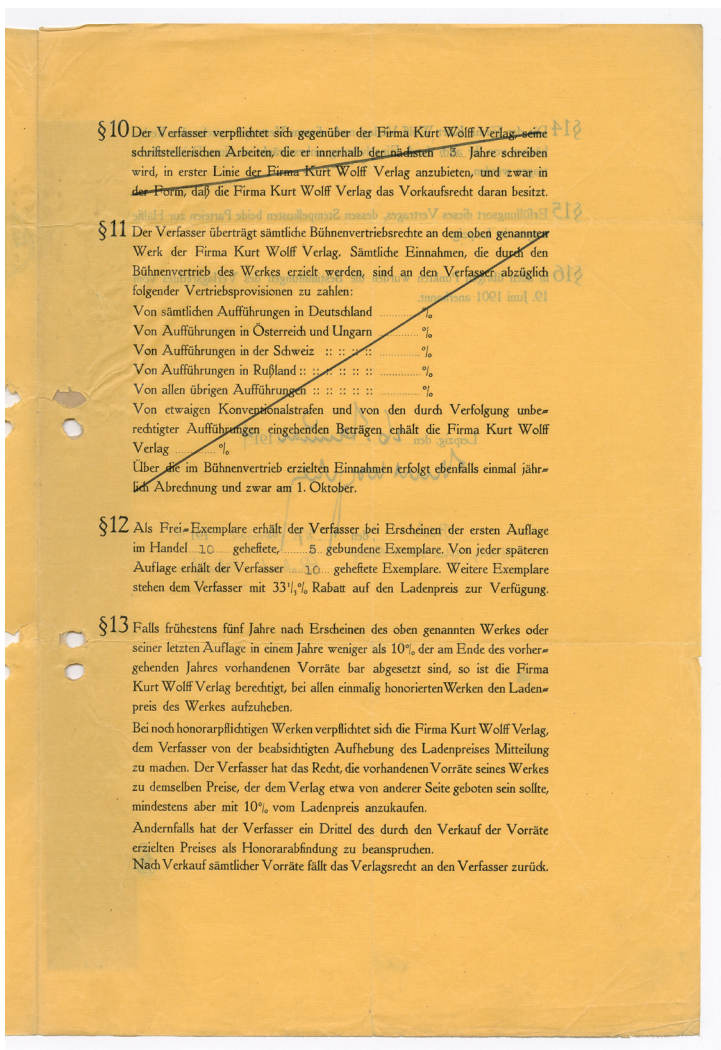 §10 Der Verfasser verpflichtet sich gegenüber der Firma Kurt Wolff Verlag, seine
schriftstellerischen Arbeiten, die er innerhalb der nächsten 3 Jahre schreiben
wird, in erster Linie der Firma Kurt Wolff Verlag anzubieten, und zwar in
der Form, daß die Firma Kurt Wolff Verlag das Vorkaufsrecht daran besitzt.
§11 Der Verfasser überträgt sämtliche Bühnenvertriebsrechte an dem oben genannten
Werk der Firma Kurt Wolff Verlag. Sämtliche Einnahmen, die durch den
Bühnenvertrieb des Werkes erzielt werden, sind an den Verfasser abzüglich
folgender Vertriebsprovisionen zu zahlen:
Von sämtlichen Aufführungen in Deutschland ............ %
Von Aufführungen in Österreich und Ungarn ............ %
Von Aufführungen in der Schweiz :: :: :: :: ............ %
Von Aufführungen in Rußland :: :: :: :: :: :: ............ %
Von allen übrigen Aufführungen :: :: :: :: :: ............ %
Von etwaigen Konventionalstrafen und von den durch Verfolgung unbe=
rechtigter Aufführungen eingehenden Beträgen erhält die Firma Kurt Wolff
Verlag ............ %
Über die im Bühnenvertrieb erzielten Einnahmen erfolgt ebenfalls einmal jähr=
lich Abrechnung und zwar am 1. Oktober.
§12 Als Frei=Exemplare erhält der Verfasser bei Erscheinen der ersten Auflage
im Handel 10 geheftete, 5 gebundene Exemplare. Von jeder späteren
Auflage erhält der Verfasser 10 geheftete Exemplare. Weitere Exemplare
stehen dem Verfasser mit 33⅓% Rabatt auf den Ladenpreis zur Verfügung.
§13 Falls frühestens fünf Jahre nach Erscheinen des oben genannten Werkes oder
seiner letzten Auflage in einem Jahre weniger als 10% der am Ende des vorher=
gehenden Jahres vorhandenen Vorräte bar abgesetzt sind, so ist die Firma
Kurt Wolff Verlag berechtigt, bei allen einmalig honorierten Werken den Laden=
preis des Werkes aufzuheben.
Bei noch honorarpflichtigen Werken verpflichtet sich die Firma Kurt Wolff Verlag,
dem Verfasser von der beabsichtigten Aufhebung des Ladenpreises Mitteilung
zu machen. Der Verfasser hat das Recht, die vorhandenen Vorräte seines Werkes
zu demselben Preise, der dem Verlag etwa von anderer Seite geboten sein sollte,
mindestens aber mit 10% vom Ladenpreis anzukaufen.
Andernfalls hat der Verfasser ein Drittel des durch den Verkauf der Vorräte
erzielten Preises als Honorarabfindung zu beanspruchen.
Nach Verkauf sämtlicher Vorräte fällt das Verlagsrecht an den Verfasser zurück.